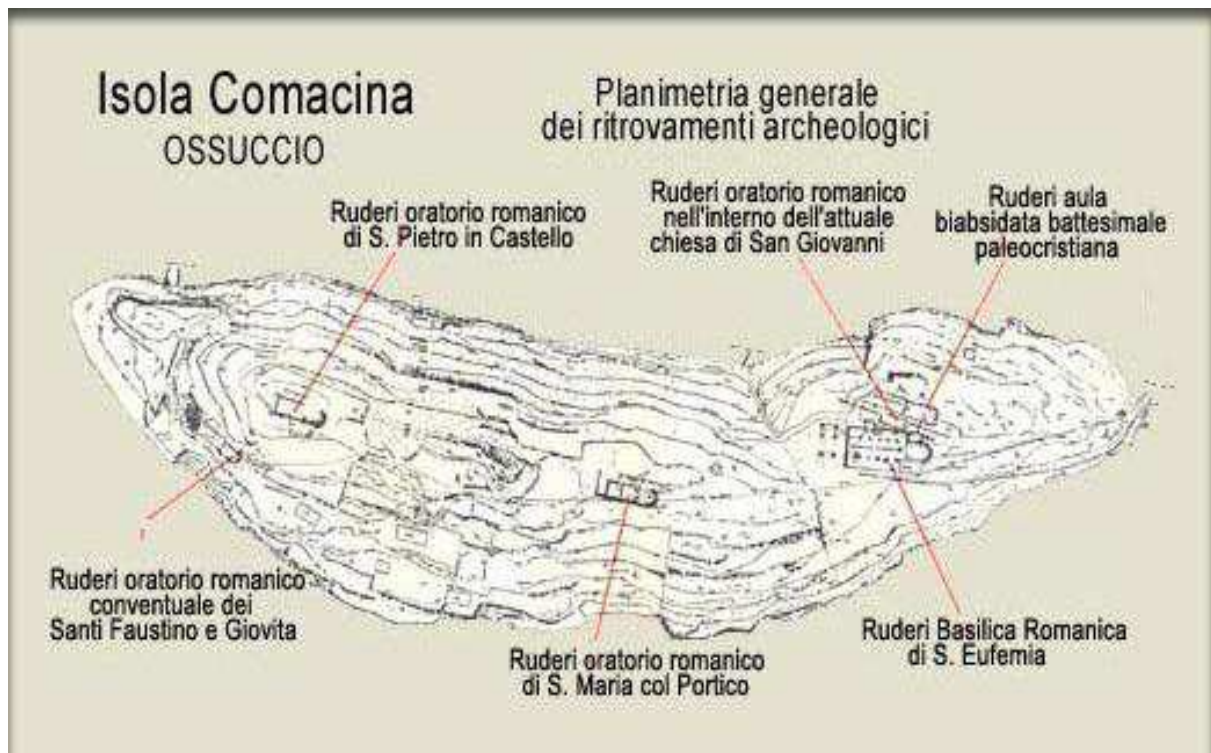 Isola Comacina
OSSUCCIO
Planimetria generale
dei ritrovamenti archeologici
Ruderi oratorio romanico
di S. Pietro in Castello
Ruderi oratorio romanico
nell'interno dell'attuale
chiesa di San Giovanni
Ruderi aula
biabsidata battesimale
paleocristiana
Ruderi oratorio romanico
conventuale dei
Santi Faustino e Giovita
Ruderi oratorio romanico
di S. Maria col Portico
Ruderi Basilica Romanica
di S. Eufemia